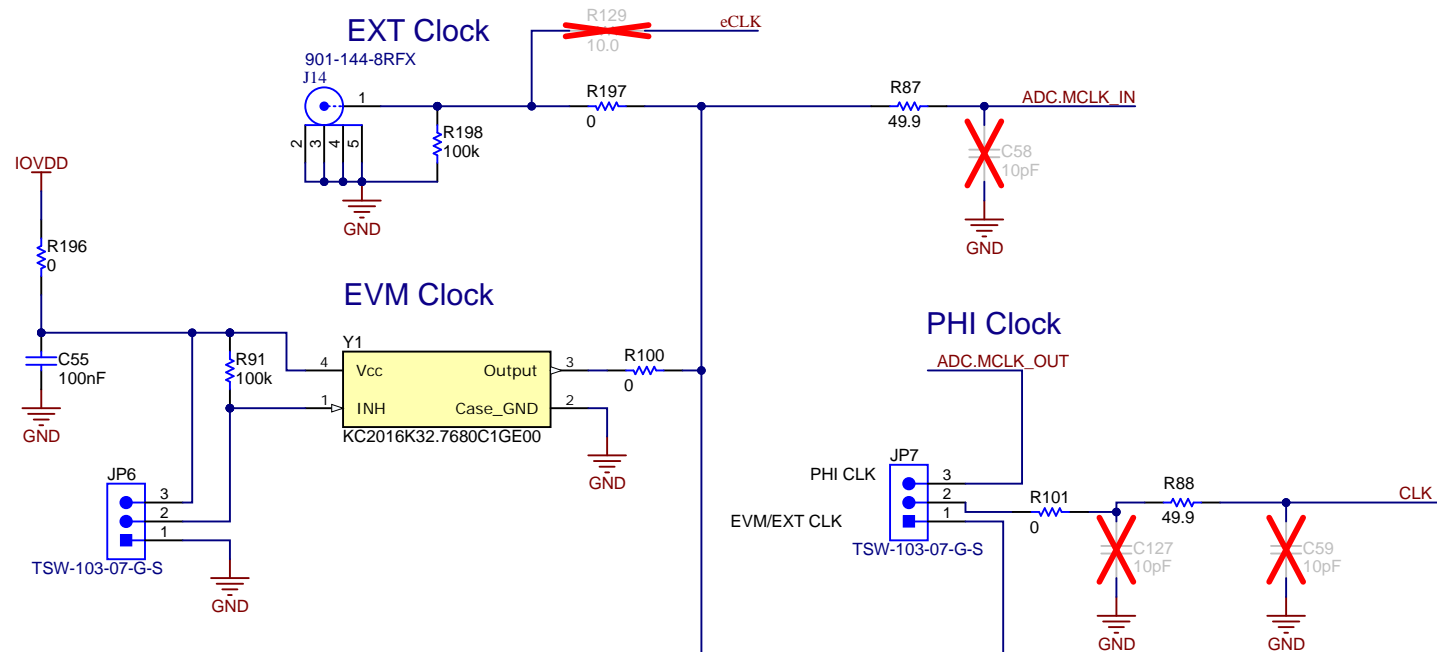 R129
10.0
eCLK
EXT Clock
901-144-8RFX
J14
1
2
3
4
5
R198
100k
GND
R197
0
R87
49.9
ADC.MCLK_IN
C58
10pF
GND
IOVDD
R196
0
C55
100nF
GND
EVM Clock
R91
100k
Y1
4
Vcc
Output
3
1
INH
Case_GND
2
KC2016K32.7680C1GE00
R100
0
GND
JP6
3
2
1
TSW-103-07-G-S
GND
PHI Clock
ADC.MCLK_OUT
JP7
PHI CLK
3
2
EVM/EXT CLK
1
TSW-103-07-G-S
R101
0
C127
10pF
GND
R88
49.9
CLK
C59
10pF
GND